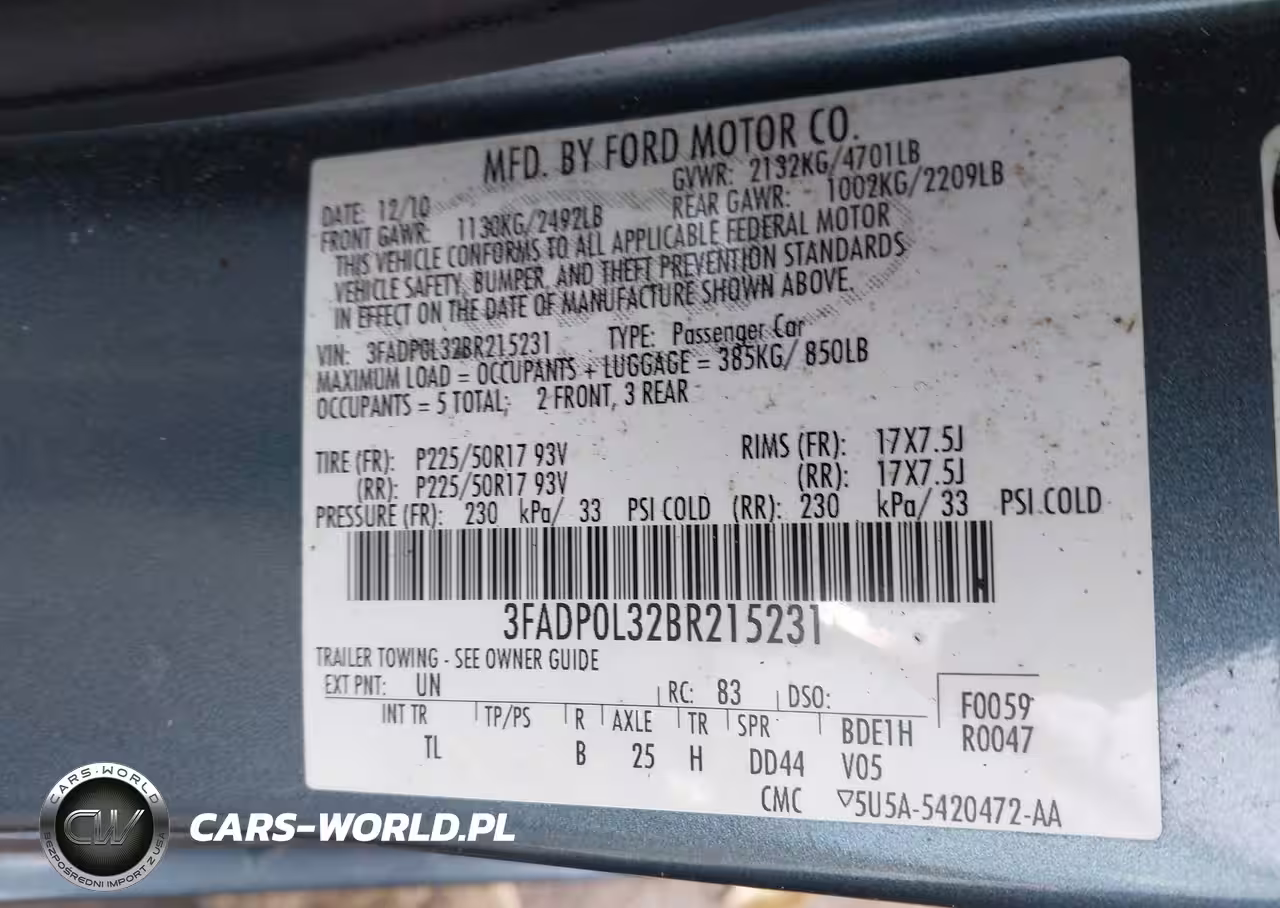 MFD. BY FORD MOTOR CO.
DATE: 12/10 GVWR: 2132KG/4701LB
FRONT GAWR: 1130KG/2492LB REAR GAWR: 1002KG/2209LB
THIS VEHICLE CONFORMS TO ALL APPLICABLE FEDERAL MOTOR
VEHICLE SAFETY, BUMPER, AND THEFT PREVENTION STANDARDS
IN EFFECT ON THE DATE OF MANUFACTURE SHOWN ABOVE.
VIN: 3FADP0L32BR215231 TYPE: Passenger Car
MAXIMUM LOAD = OCCUPANTS + LUGGAGE = 385KG/ 850LB
OCCUPANTS = 5 TOTAL; 2 FRONT, 3 REAR
TIRE (FR): P225/50R17 93V RIMS (FR): 17X7.5J
(RR): P225/50R17 93V (RR): 17X7.5J
PRESSURE (FR): 230 kPa/ 33 PSI COLD (RR): 230 kPa/ 33 PSI COLD
3FADP0L32BR215231
TRAILER TOWING - SEE OWNER GUIDE
EXT PNT: UN RC: 83 DSO: F0059
INT TR TP/PS R AXLE TR SPR BDE1H R0047
TL B 25 H DD44 V05
CMC ▽5U5A-5420472-AA
CARS-WORLD
CW
BEZPOŚREDNI IMPORT Z USA
CARS-WORLD.PL